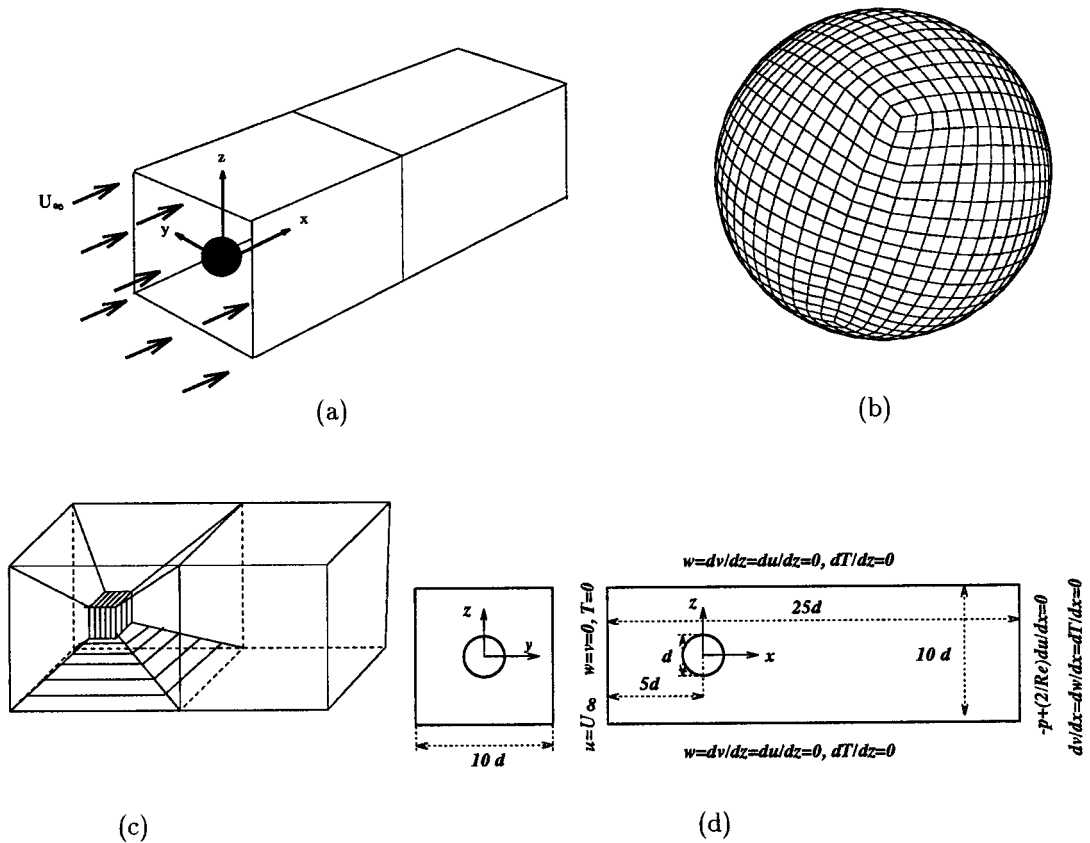 z
U∞
x
y
(a)
(b)
w=dv/dz=du/dz=0, dT/dz=0
z
y
10 d
u=U∞ w=v=0, T=0
25d
z
d
x
5d
10 d
-p+(2/Re)du/dx=0
dv/dx=dw/dx=dT/dx=0
w=dv/dz=du/dz=0, dT/dz=0
(c)
(d)